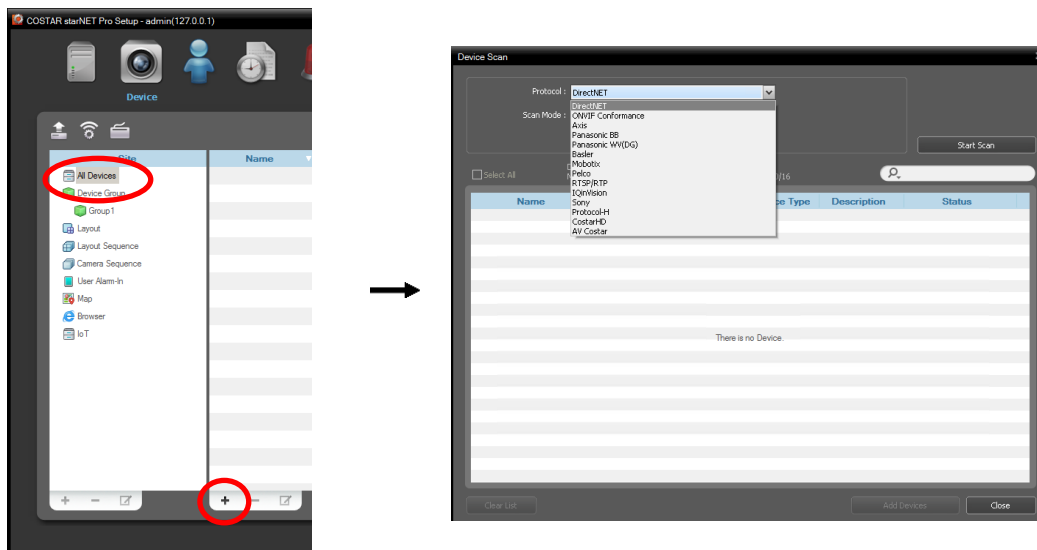 COSTAR starNET Pro Setup - admin(127.0.0.1)
Device
Site
Name
All Devices
Device Group
Group1
Layout
Layout Sequence
Camera Sequence
User Alarm-In
Map
Browser
IoT
Device Scan
Protocol : DirectNET
Scan Mode :
DirectNET
ONVIF Conformance
Axis
Panasonic BB
Panasonic WV(DG)
Basler
Mobotix
Pelco
RTSP/RTP
IQinVision
Sony
Protocol-H
CostarHD
AV Costar
Start Scan
Select All
/16
Name
ce Type
Description
Status
There is no Device.
Clear List
Add Devices
Close